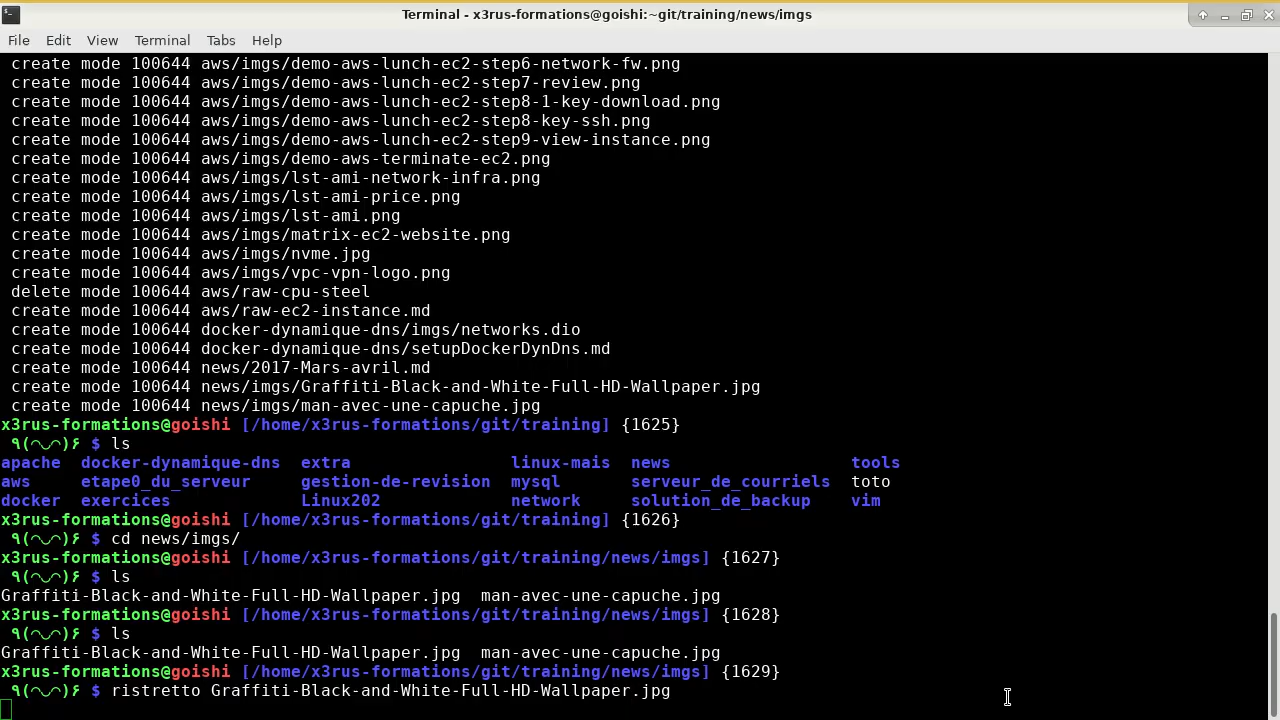 Terminal - x3rus-formations@goishi:~git/training/news/imgs
File Edit View Terminal Tabs Help
create mode 100644 aws/imgs/demo-aws-lunch-ec2-step6-network-fw.png
create mode 100644 aws/imgs/demo-aws-lunch-ec2-step7-review.png
create mode 100644 aws/imgs/demo-aws-lunch-ec2-step8-1-key-download.png
create mode 100644 aws/imgs/demo-aws-lunch-ec2-step8-key-ssh.png
create mode 100644 aws/imgs/demo-aws-lunch-ec2-step9-view-instance.png
create mode 100644 aws/imgs/demo-aws-terminate-ec2.png
create mode 100644 aws/imgs/lst-ami-network-infra.png
create mode 100644 aws/imgs/lst-ami-price.png
create mode 100644 aws/imgs/lst-ami.png
create mode 100644 aws/imgs/matrix-ec2-website.png
create mode 100644 aws/imgs/nvme.jpg
create mode 100644 aws/imgs/vpc-vpn-logo.png
delete mode 100644 aws/raw-cpu-steel
create mode 100644 aws/raw-ec2-instance.md
create mode 100644 docker-dynamique-dns/imgs/networks.dio
create mode 100644 docker-dynamique-dns/setupDockerDynDns.md
create mode 100644 news/2017-Mars-avril.md
create mode 100644 news/imgs/Graffiti-Black-and-White-Full-HD-Wallpaper.jpg
create mode 100644 news/imgs/man-avec-une-capuche.jpg
x3rus-formations@goishi [/home/x3rus-formations/git/training] {1625}
٩(◠◡◠)۶ $ ls
apache docker-dynamique-dns extra linux-mais news tools
aws etape0_du_serveur gestion-de-revision mysql serveur_de_courriels toto
docker exercices Linux202 network solution_de_backup vim
x3rus-formations@goishi [/home/x3rus-formations/git/training] {1626}
٩(◠◡◠)۶ $ cd news/imgs/
x3rus-formations@goishi [/home/x3rus-formations/git/training/news/imgs] {1627}
٩(◠◡◠)۶ $ ls
Graffiti-Black-and-White-Full-HD-Wallpaper.jpg man-avec-une-capuche.jpg
x3rus-formations@goishi [/home/x3rus-formations/git/training/news/imgs] {1628}
٩(◠◡◠)۶ $ ls
Graffiti-Black-and-White-Full-HD-Wallpaper.jpg man-avec-une-capuche.jpg
x3rus-formations@goishi [/home/x3rus-formations/git/training/news/imgs] {1629}
٩(◠◡◠)۶ $ ristretto Graffiti-Black-and-White-Full-HD-Wallpaper.jpg